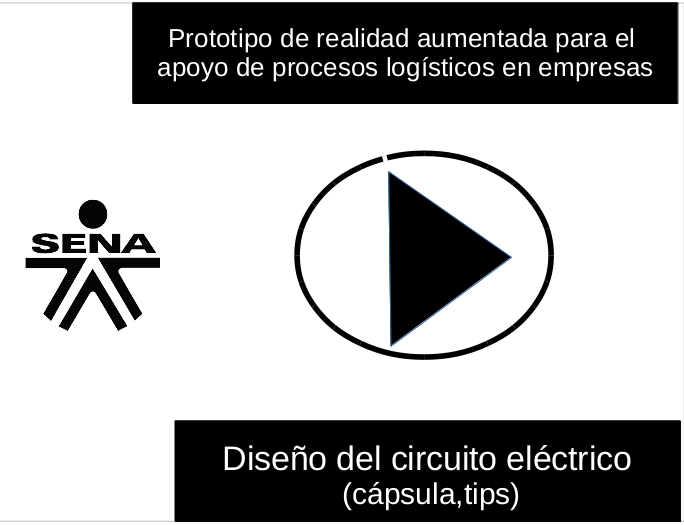 Prototipo de realidad aumentada para el
apoyo de procesos logísticos en empresas
SENA
Diseño del circuito eléctrico
(cápsula,tips)